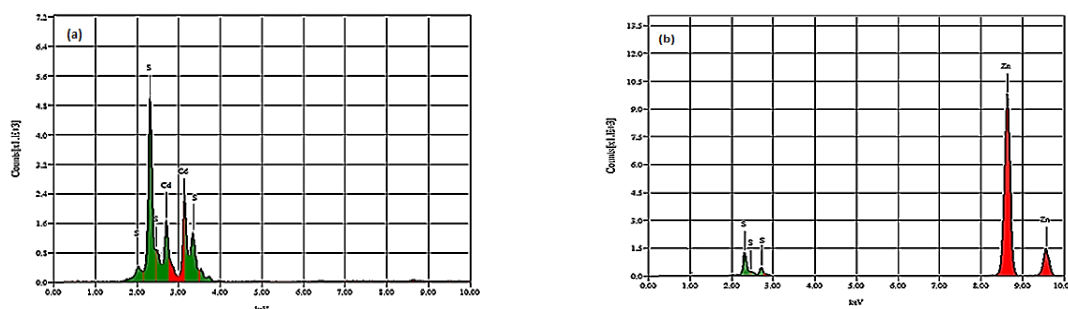 (a)
7.2
6.4
5.6
4.8
4.0
3.2
2.4
1.6
0.8
0.0
Counts[x1.E+3]
S
S
S
Cd
Cd
S
0.00 1.00 2.00 3.00 4.00 5.00 6.00 7.00 8.00 9.00 10.00
keV
(b)
13.5
12.0
10.5
9.0
7.5
6.0
4.5
3.0
1.5
0.0
Counts[x1.E+3]
S
S
S
Zn
Zn
0.00 1.00 2.00 3.00 4.00 5.00 6.00 7.00 8.00 9.00 10.00
keV